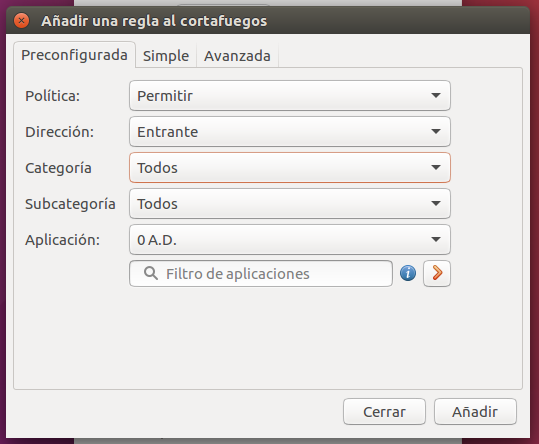 Añadir una regla al cortafuegos
Preconfigurada Simple Avanzada
Política: Permitir
Dirección: Entrante
Categoría Todos
Subcategoría Todos
Aplicación: 0 A.D.
Filtro de aplicaciones
Cerrar Añadir